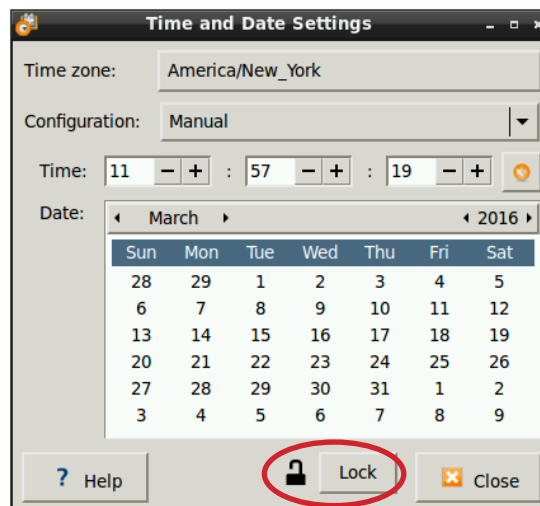 Time and Date Settings
Time zone: America/New_York
Configuration: Manual
Time: 11 − + : 57 − + : 19 − +
Date: March 2016
Sun Mon Tue Wed Thu Fri Sat
28 29 1 2 3 4 5
6 7 8 9 10 11 12
13 14 15 16 17 18 19
20 21 22 23 24 25 26
27 28 29 30 31 1 2
3 4 5 6 7 8 9
? Help Lock Close